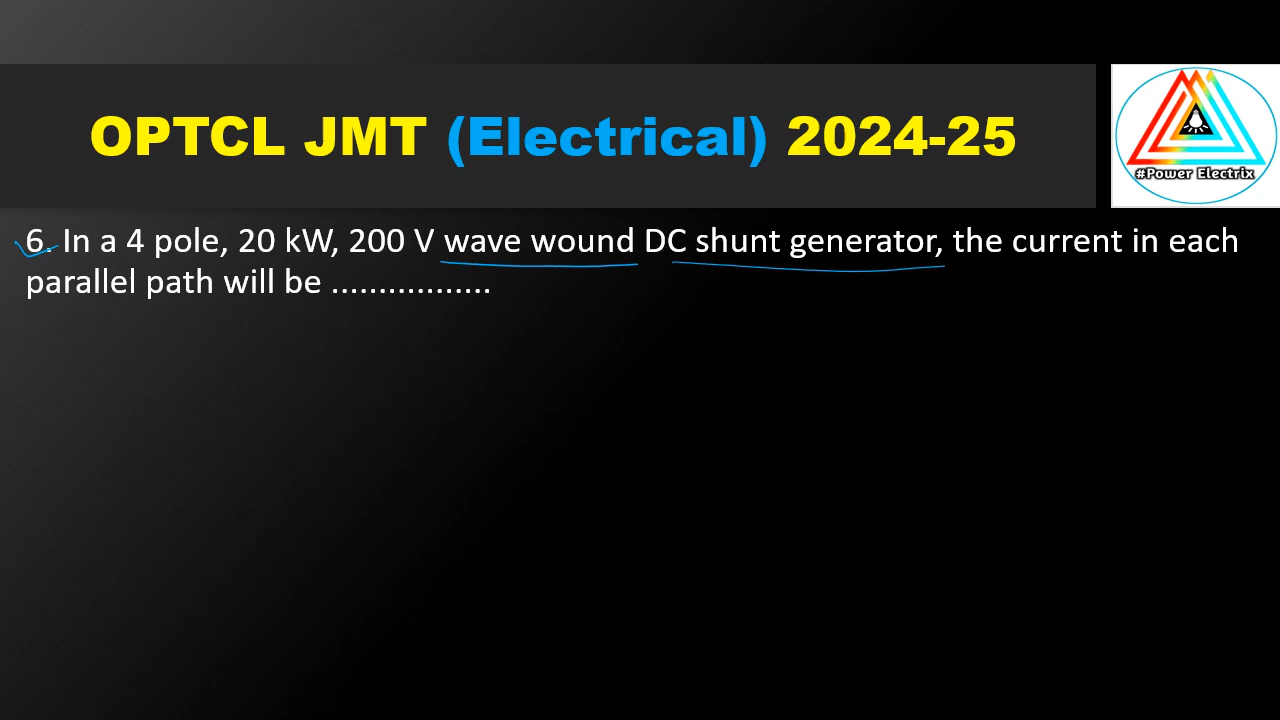 OPTCL JMT (Electrical) 2024-25
#Power Electrix
6. In a 4 pole, 20 kW, 200 V wave wound DC shunt generator, the current in each
parallel path will be .................